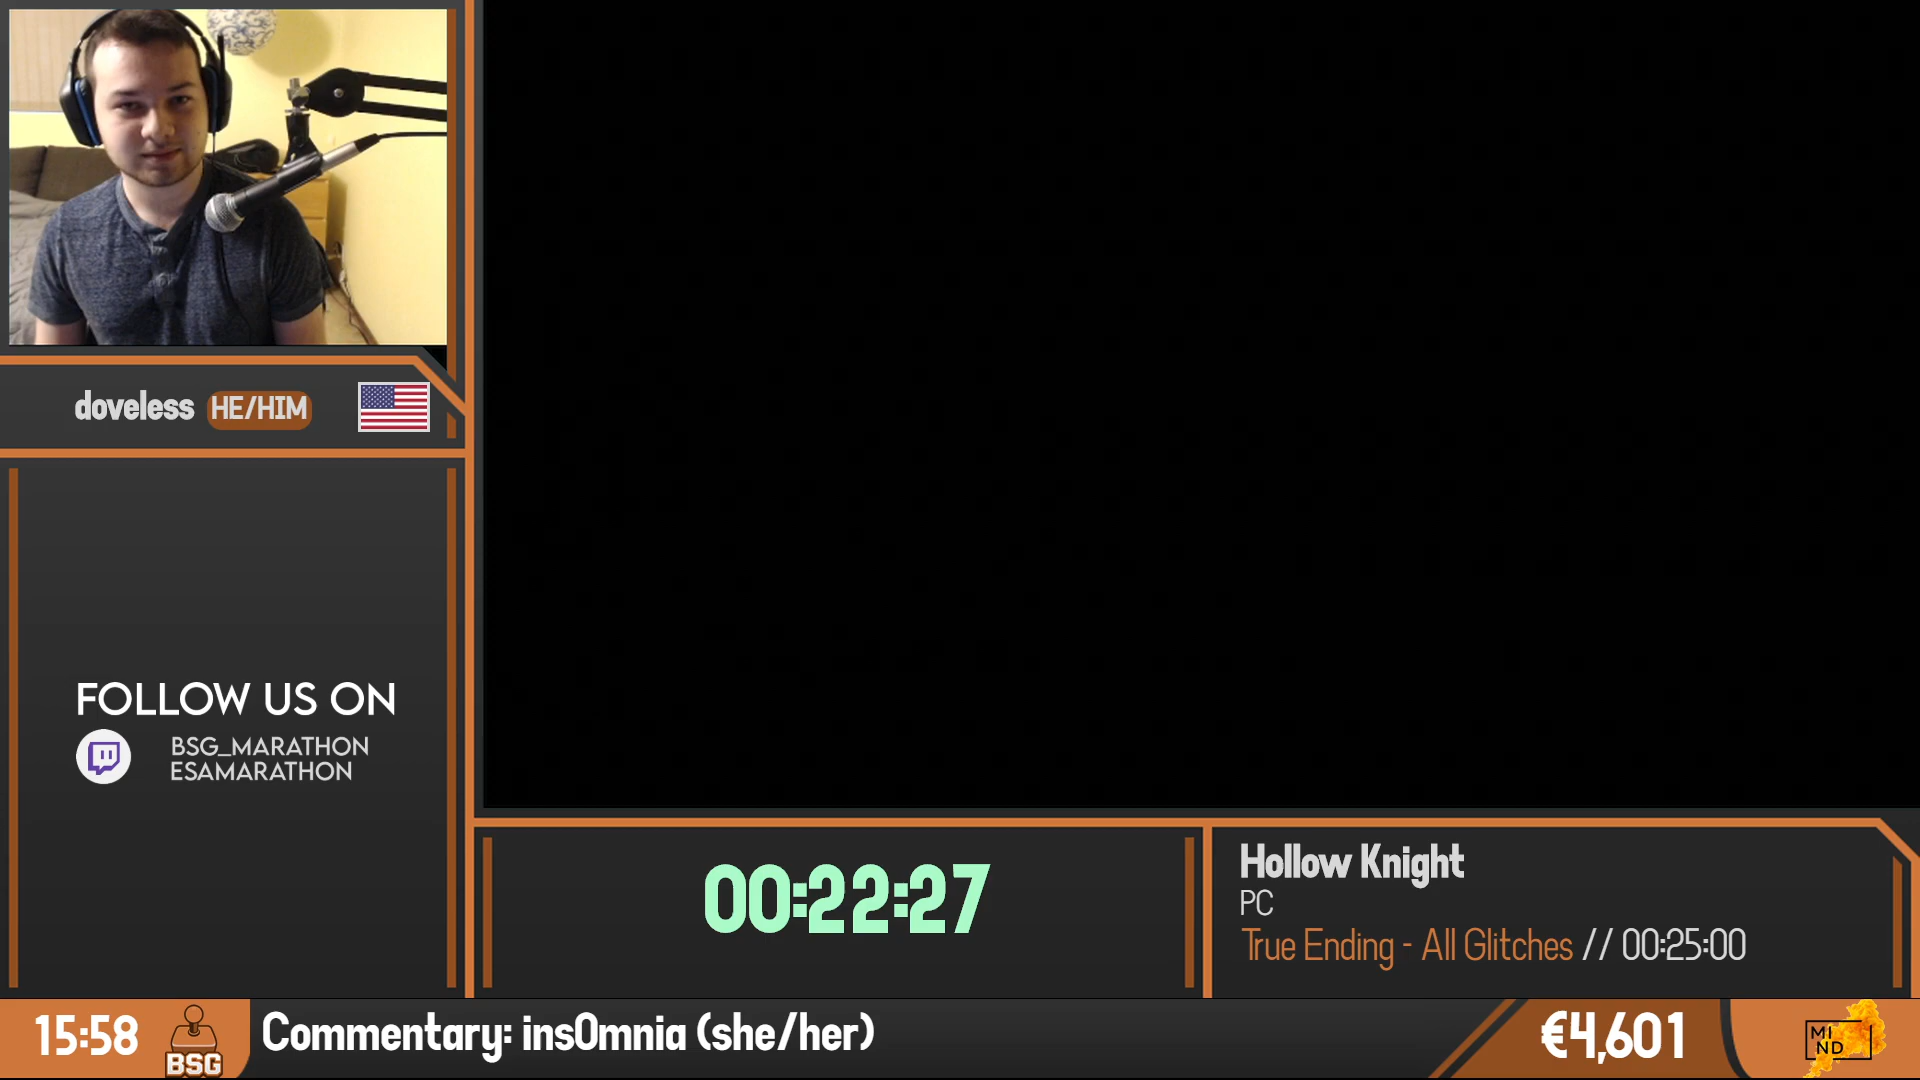 doveless HE/HIM
FOLLOW US ON
BSG_MARATHON
ESAMARATHON
00:22:27
Hollow Knight
PC
True Ending - All Glitches // 00:25:00
15:58
BSG
Commentary: ins0mnia (she/her)
€4,601
MI
ND